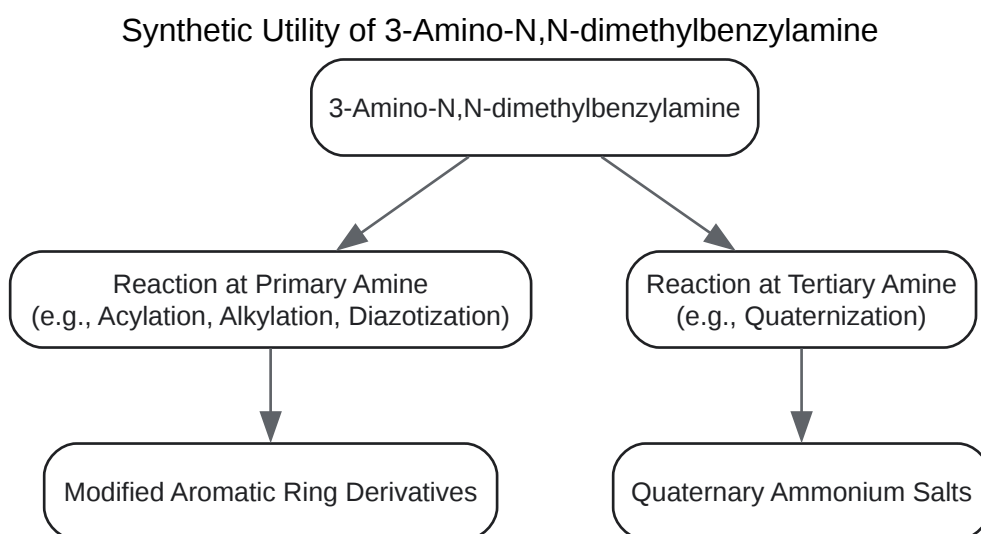 Synthetic Utility of 3-Amino-N,N-dimethylbenzylamine
3-Amino-N,N-dimethylbenzylamine
Reaction at Primary Amine
(e.g., Acylation, Alkylation, Diazotization)
Reaction at Tertiary Amine
(e.g., Quaternization)
Modified Aromatic Ring Derivatives
Quaternary Ammonium Salts